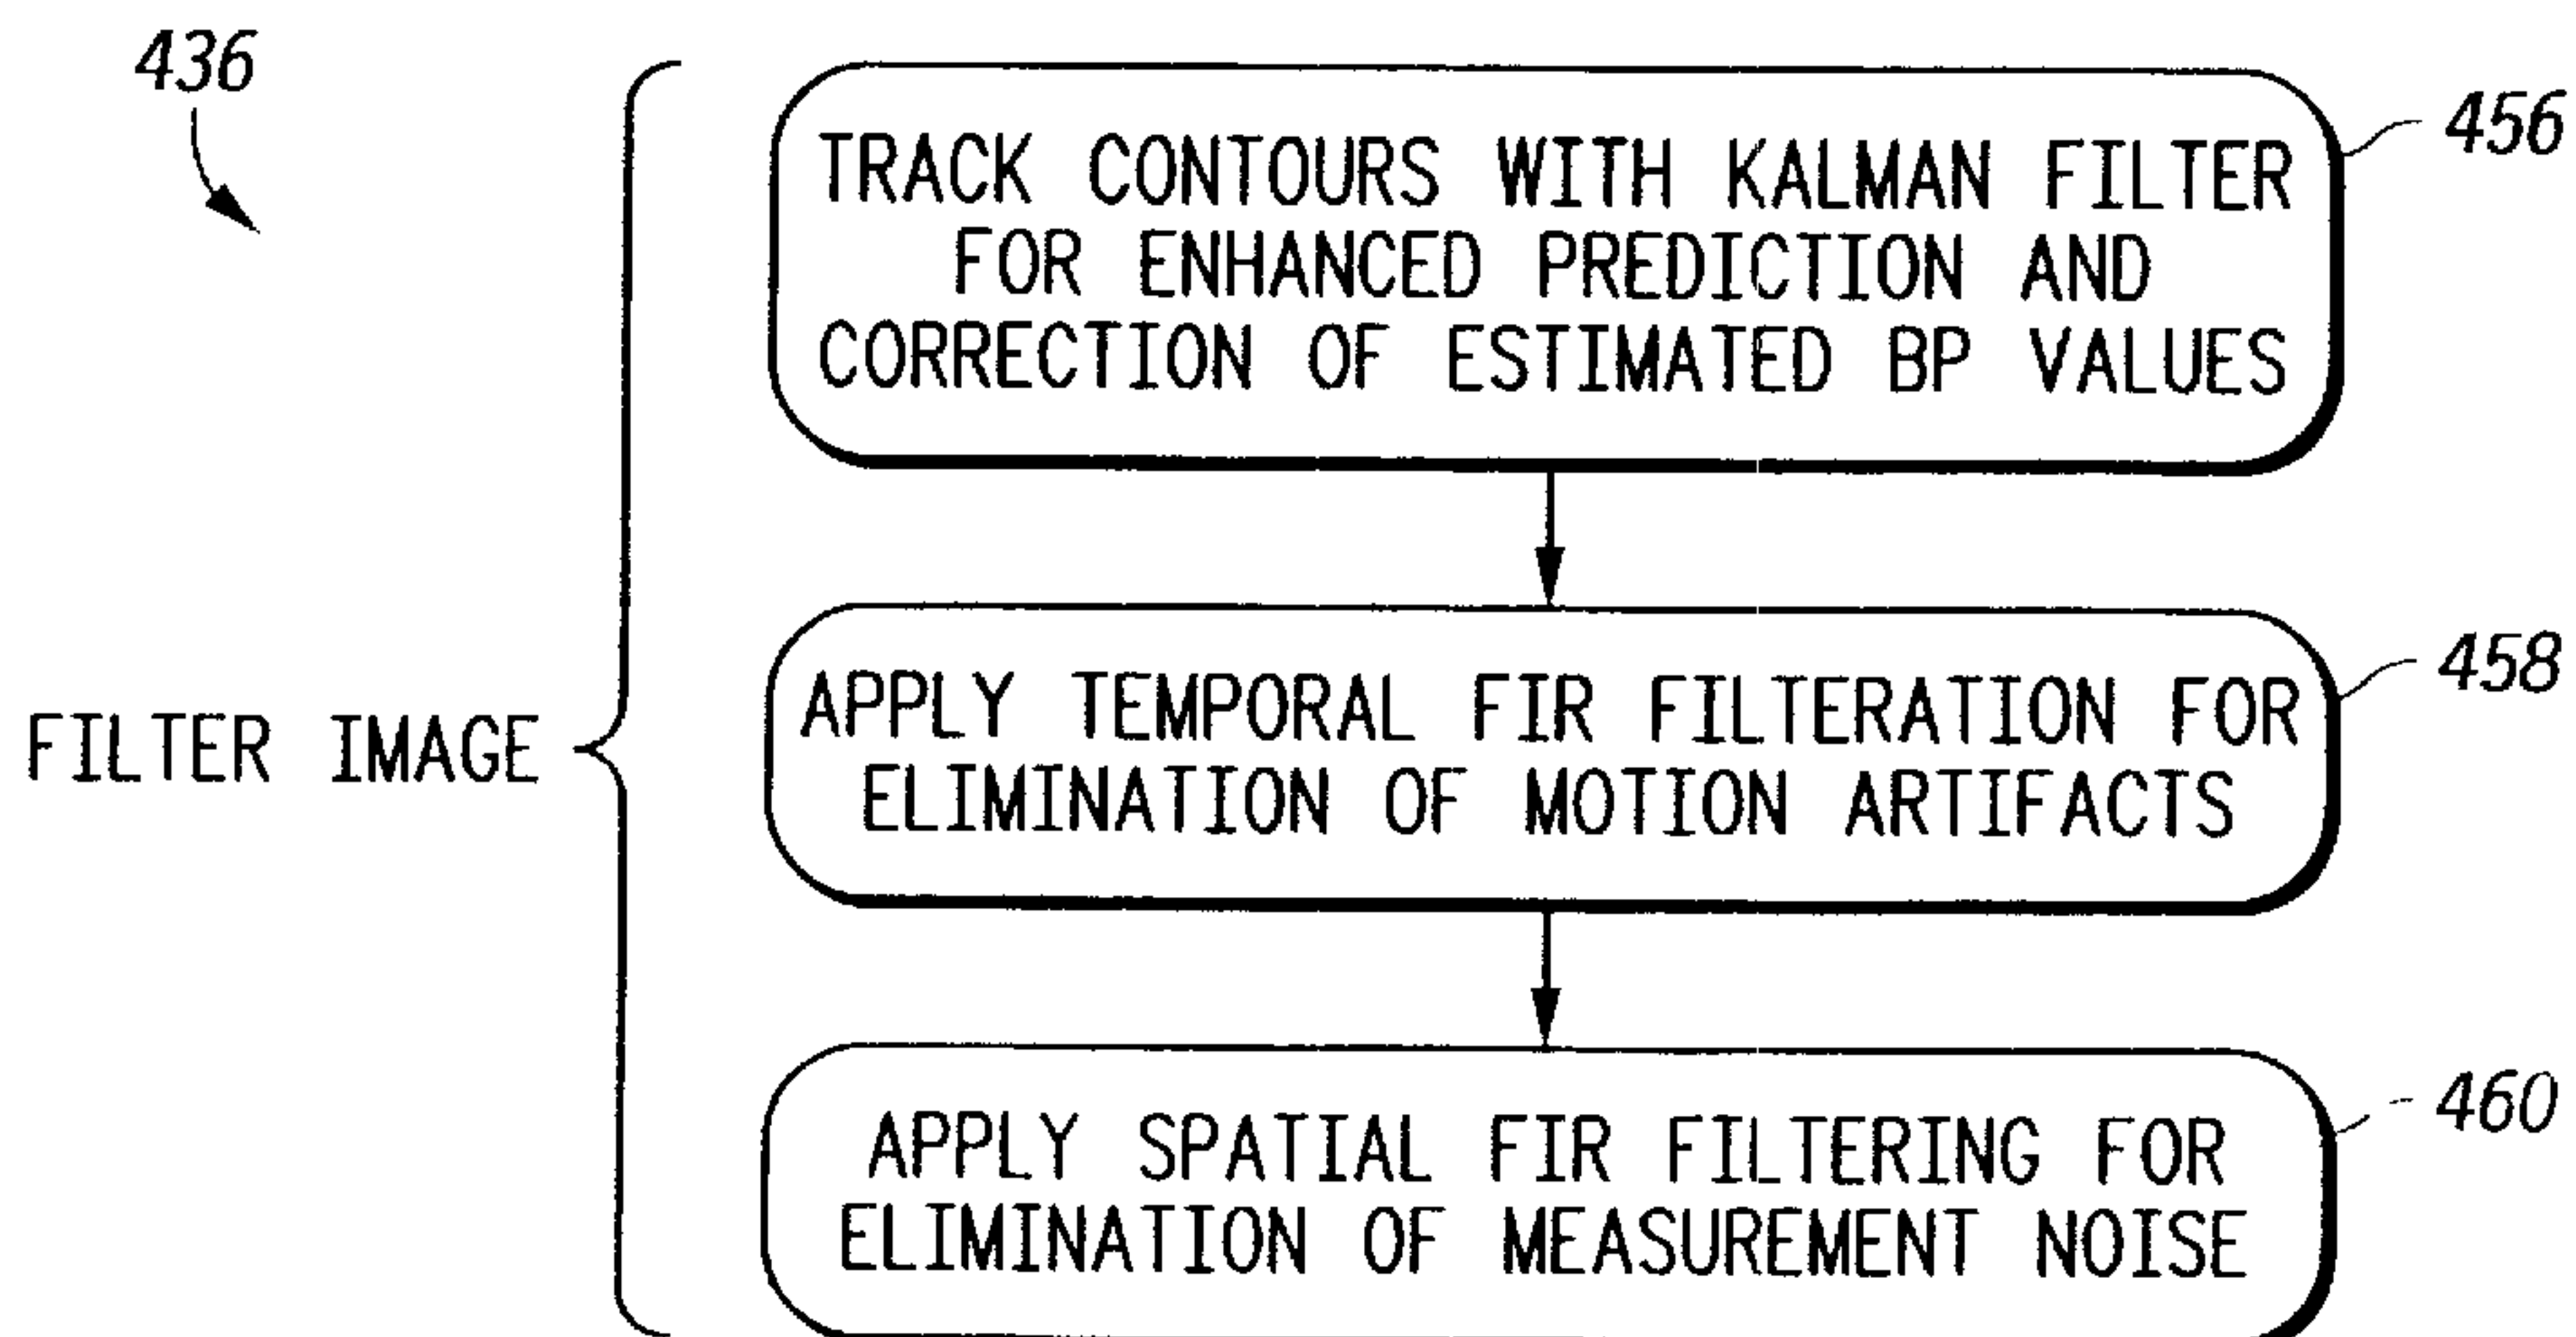 436
TRACK CONTOURS WITH KALMAN FILTER
FOR ENHANCED PREDICTION AND
CORRECTION OF ESTIMATED BP VALUES
456
FILTER IMAGE
APPLY TEMPORAL FIR FILTERATION FOR
ELIMINATION OF MOTION ARTIFACTS
458
APPLY SPATIAL FIR FILTERING FOR
ELIMINATION OF MEASUREMENT NOISE
460